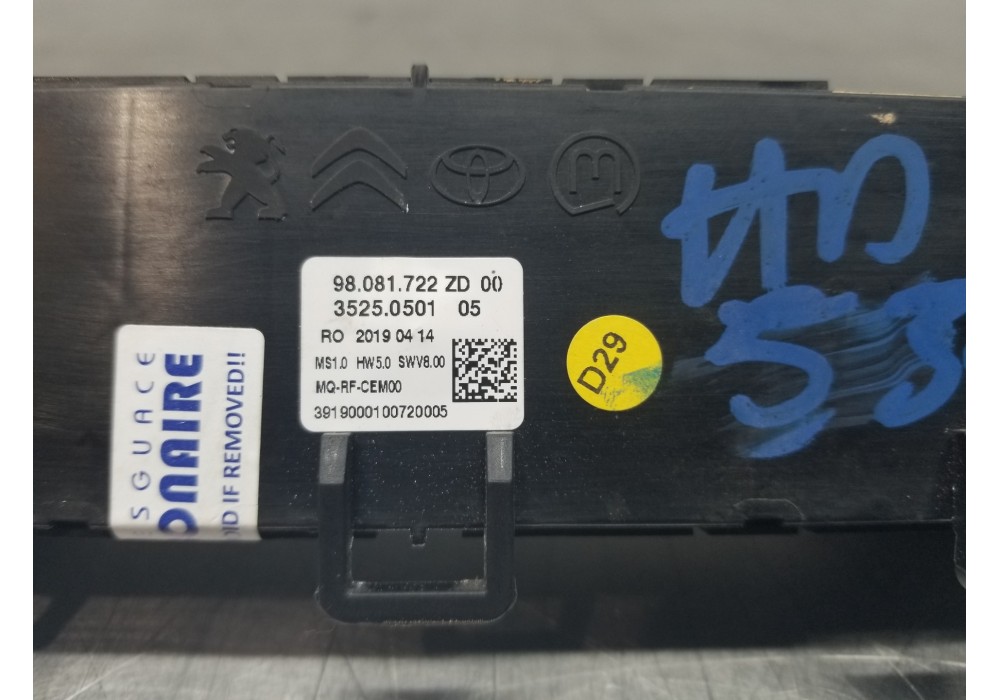 98.081.722 ZD 00
3525.0501 05
RO 2019 04 14
MS1.0 HW5.0 SWV8.00
MQ-RF-CEM00
3919000100720005
D29
SGUACE
ONAIRE
D IF REMOVED!!